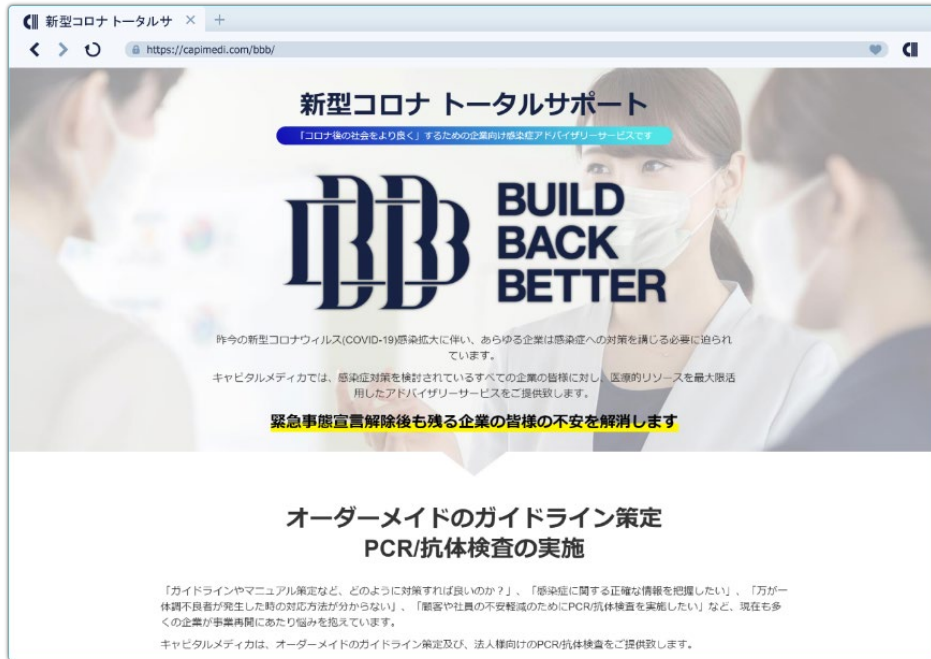 新型コロナ トータルサ
https://capimedi.com/bbb/
新型コロナ トータルサポート
「コロナ後の社会をより良く」するための企業向け感染症アドバイザリーサービスです
BBB
BUILD
BACK
BETTER
昨今の新型コロナウィルス(COVID-19)感染拡大に伴い、あらゆる企業は感染症への対策を講じる必要に迫られ
ています。
キャピタルメディカでは、感染症対策を検討されているすべての企業の皆様に対し、医療的リソースを最大限活
用したアドバイザリーサービスをご提供致します。
緊急事態宣言解除後も残る企業の皆様の不安を解消します
オーダーメイドのガイドライン策定
PCR/抗体検査の実施
「ガイドラインやマニュアル策定など、どのように対策すれば良いのか？」、「感染症に関する正確な情報を把握したい」、「万が一
体調不良者が発生した時の対応方法が分からない」、「顧客や社員の不安軽減のためにPCR/抗体検査を実施したい」など、現在も多
くの企業が事業再開にあたり悩みを抱えています。
キャピタルメディカは、オーダーメイドのガイドライン策定及び、法人様向けのPCR/抗体検査をご提供致します。